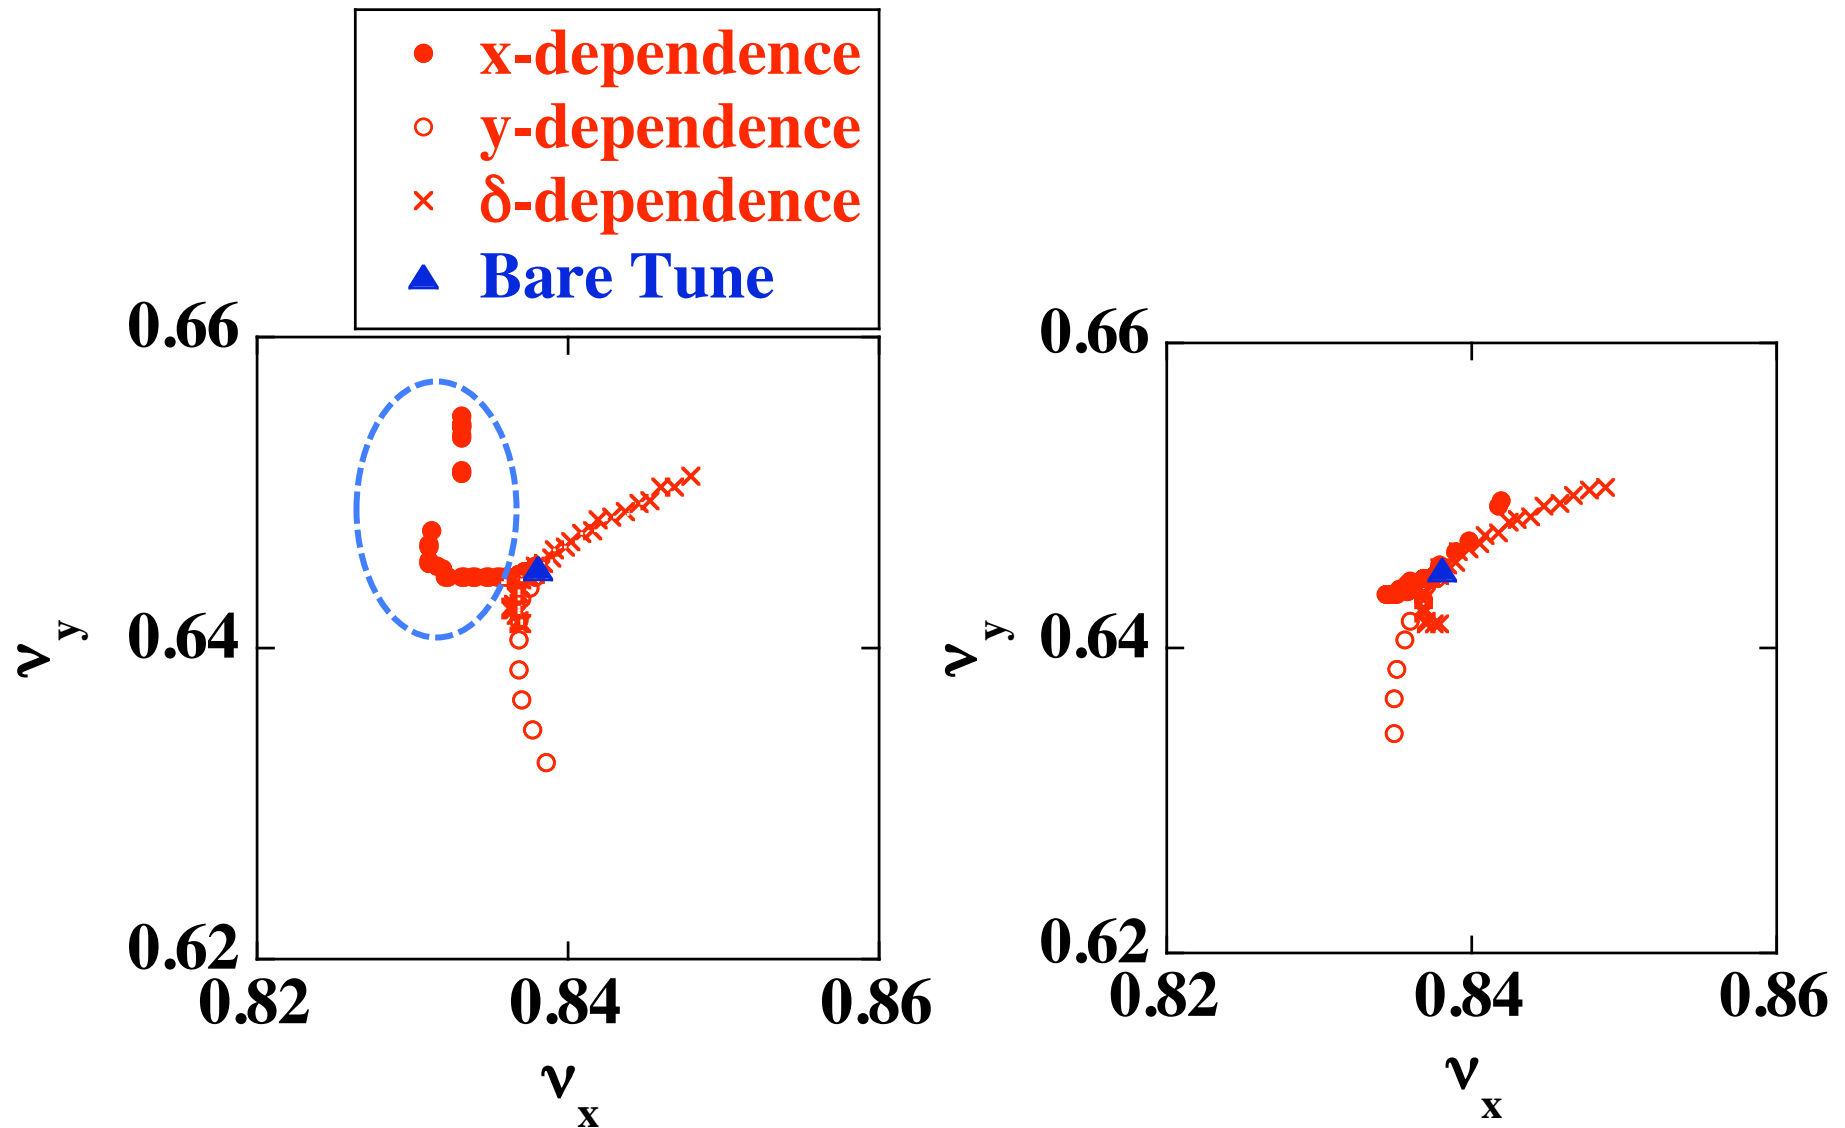 x-dependence
y-dependence
δ-dependence
Bare Tune
0.66
0.64
0.62
ν y
0.82 0.84 0.86
ν x
0.66
0.64
0.62
ν y
0.82 0.84 0.86
ν x